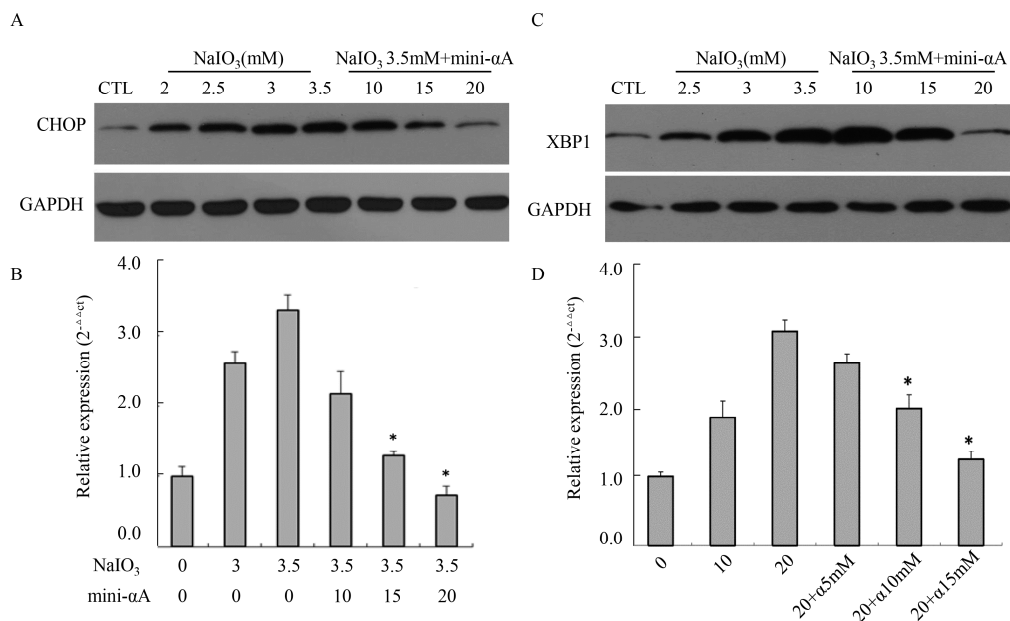 A
NaIO₃(mM)
NaIO₃ 3.5mM+mini-αA
CTL 2 2.5 3 3.5 10 15 20
CHOP
GAPDH
C
NaIO₃(mM)
NaIO₃ 3.5mM+mini-αA
CTL 2.5 3 3.5 10 15 20
XBP1
GAPDH
B
Relative expression (2⁻ᐃᐃct)
4.0
3.0
2.0
1.0
0.0
*
*
NaIO₃ 0 3 3.5 3.5 3.5 3.5
mini-αA 0 0 0 10 15 20
D
Relative expression (2⁻ᐃᐃct)
4.0
3.0
2.0
1.0
0.0
*
*
0 10 20 20+α5mM 20+α10mM 20+α15mM